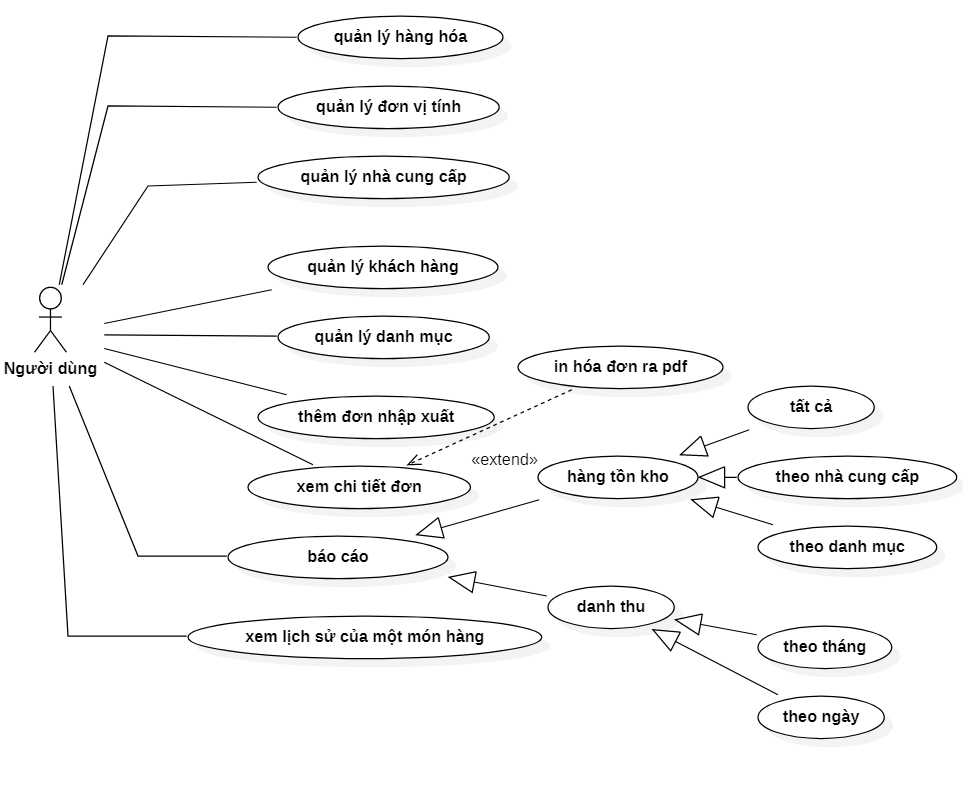 quản lý hàng hóa
quản lý đơn vị tính
quản lý nhà cung cấp
quản lý khách hàng
quản lý danh mục
Người dùng
in hóa đơn ra pdf
tất cả
thêm đơn nhập xuất
«extend»
hàng tồn kho
theo nhà cung cấp
xem chi tiết đơn
theo danh mục
báo cáo
danh thu
xem lịch sử của một món hàng
theo tháng
theo ngày